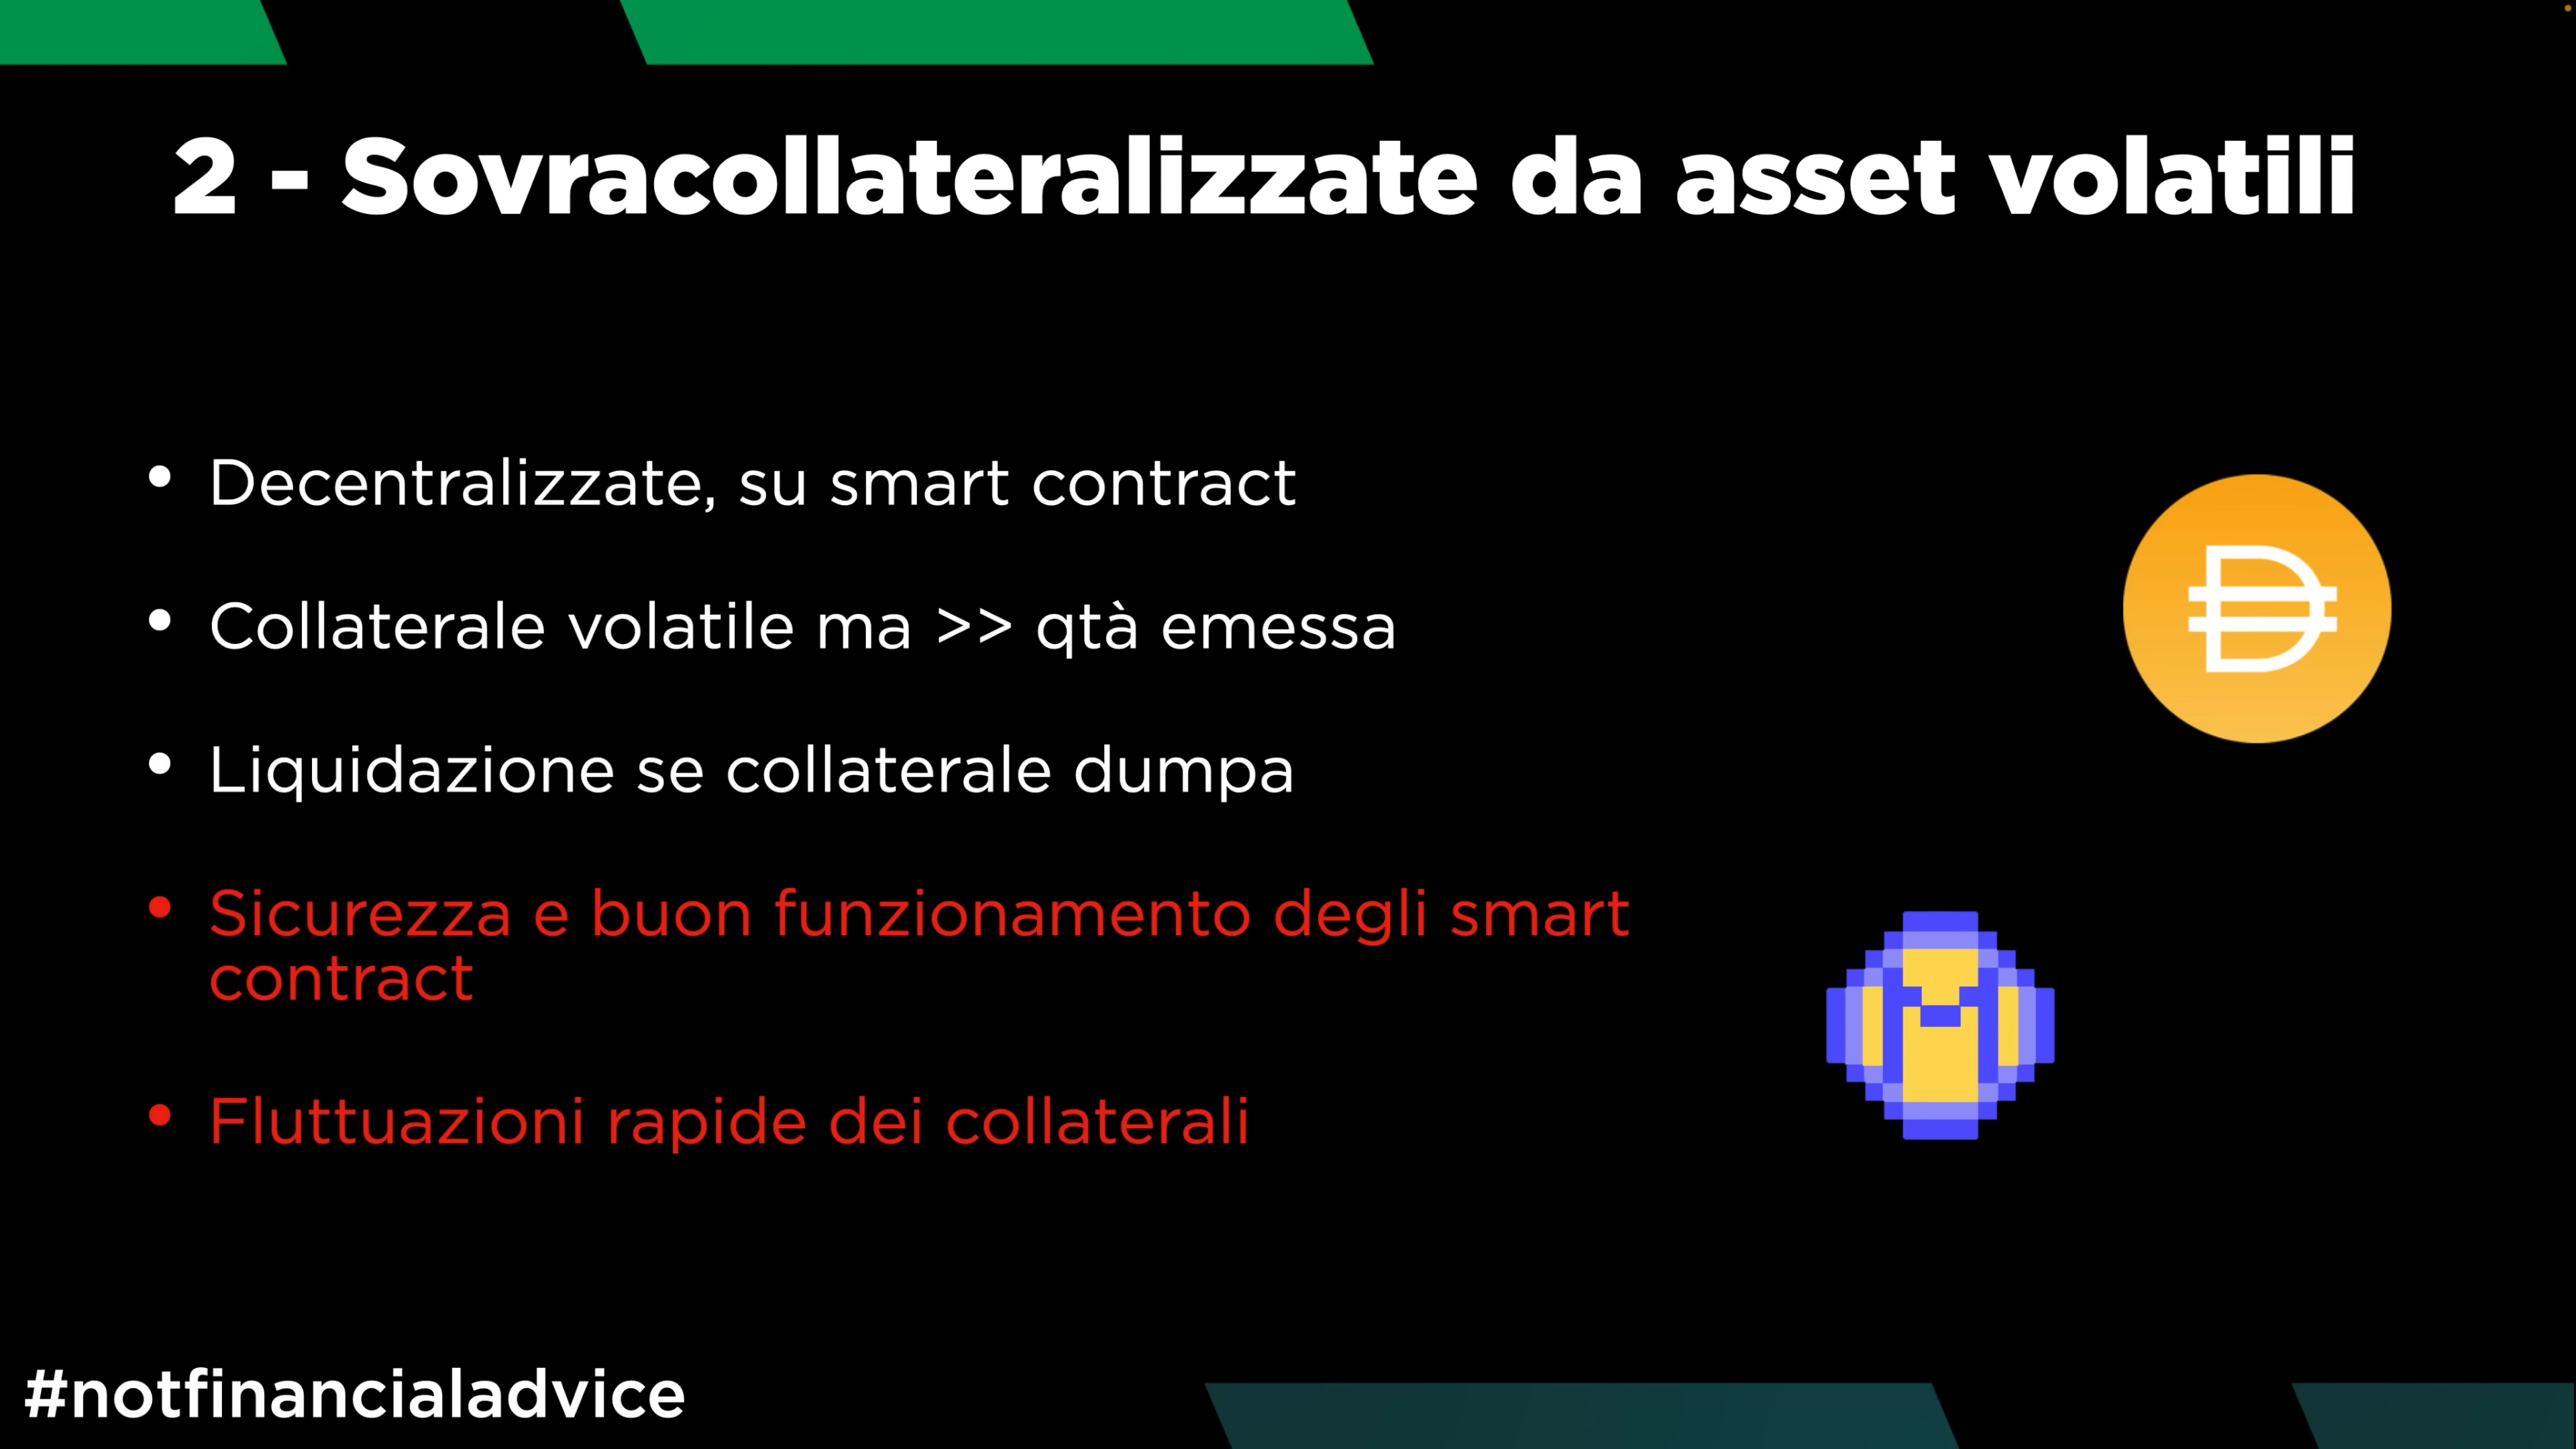 2 - Sovracollateralizzate da asset volatili
• Decentralizzate, su smart contract
• Collaterale volatile ma >> qtà emessa
• Liquidazione se collaterale dumpa
• Sicurezza e buon funzionamento degli smart
contract
• Fluttuazioni rapide dei collaterali
#notfinancialadvice